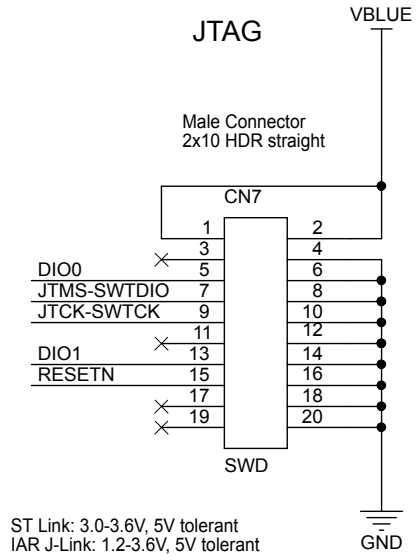 JTAG
VBLUE
Male Connector
2x10 HDR straight
CN7
1 2
3 4
DIO0 5 6
JTMS-SWTDIO 7 8
JTCK-SWTCK 9 10
11 12
DIO1 13 14
RESETN 15 16
17 18
19 20
SWD
ST Link: 3.0-3.6V, 5V tolerant
IAR J-Link: 1.2-3.6V, 5V tolerant
GND